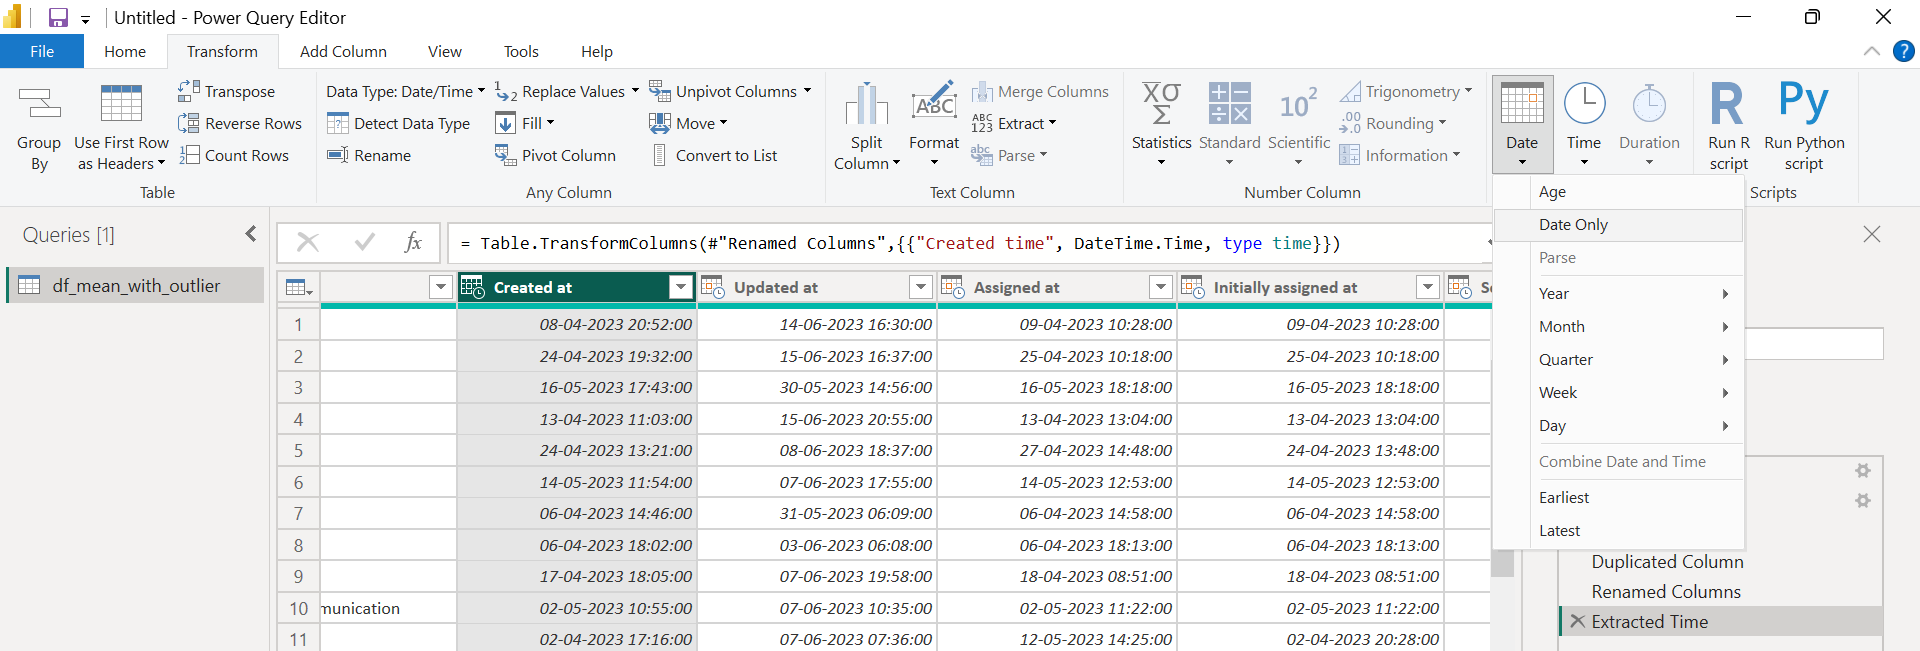 Untitled - Power Query Editor
File Home Transform Add Column View Tools Help
Group By
Use First Row as Headers
Transpose
Reverse Rows
Count Rows
Table
Data Type: Date/Time
Detect Data Type
Rename
Replace Values
Fill
Pivot Column
Unpivot Columns
Move
Convert to List
Any Column
Split Column
Format
Merge Columns
Extract
Parse
Text Column
Statistics
Standard
Scientific
Trigonometry
Rounding
Information
Number Column
Date
Time
Duration
Run R script
Run Python script
Scripts
Queries [1]
df_mean_with_outlier
= Table.TransformColumns(#"Renamed Columns",{{"Created time", DateTime.Time, type time}})
Created at Updated at Assigned at Initially assigned at
1 08-04-2023 20:52:00 14-06-2023 16:30:00 09-04-2023 10:28:00 09-04-2023 10:28:00
2 24-04-2023 19:32:00 15-06-2023 16:37:00 25-04-2023 10:18:00 25-04-2023 10:18:00
3 16-05-2023 17:43:00 30-05-2023 14:56:00 16-05-2023 18:18:00 16-05-2023 18:18:00
4 13-04-2023 11:03:00 15-06-2023 20:55:00 13-04-2023 13:04:00 13-04-2023 13:04:00
5 24-04-2023 13:21:00 08-06-2023 18:37:00 27-04-2023 14:48:00 24-04-2023 13:48:00
6 14-05-2023 11:54:00 07-06-2023 17:55:00 14-05-2023 12:53:00 14-05-2023 12:53:00
7 06-04-2023 14:46:00 31-05-2023 06:09:00 06-04-2023 14:58:00 06-04-2023 14:58:00
8 06-04-2023 18:02:00 03-06-2023 06:08:00 06-04-2023 18:13:00 06-04-2023 18:13:00
9 17-04-2023 18:05:00 07-06-2023 19:58:00 18-04-2023 08:51:00 18-04-2023 08:51:00
10 munication 02-05-2023 10:55:00 07-06-2023 10:35:00 02-05-2023 11:22:00 02-05-2023 11:22:00
11 02-04-2023 17:16:00 07-06-2023 07:36:00 12-05-2023 14:25:00 02-04-2023 20:28:00
Age
Date Only
Parse
Year
Month
Quarter
Week
Day
Combine Date and Time
Earliest
Latest
Duplicated Column
Renamed Columns
Extracted Time